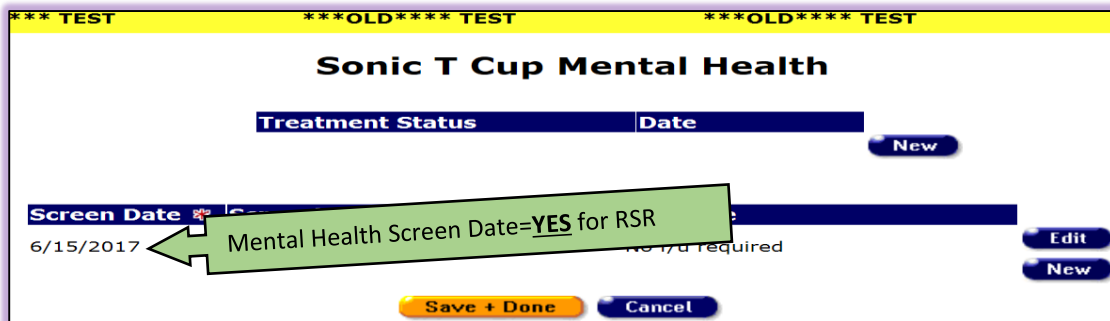 *** TEST ***OLD**** TEST ***OLD**** TEST
Sonic T Cup Mental Health
Treatment Status Date
New
Screen Date *
Mental Health Screen Date=YES for RSR
6/15/2017 required
Edit
New
Save + Done Cancel